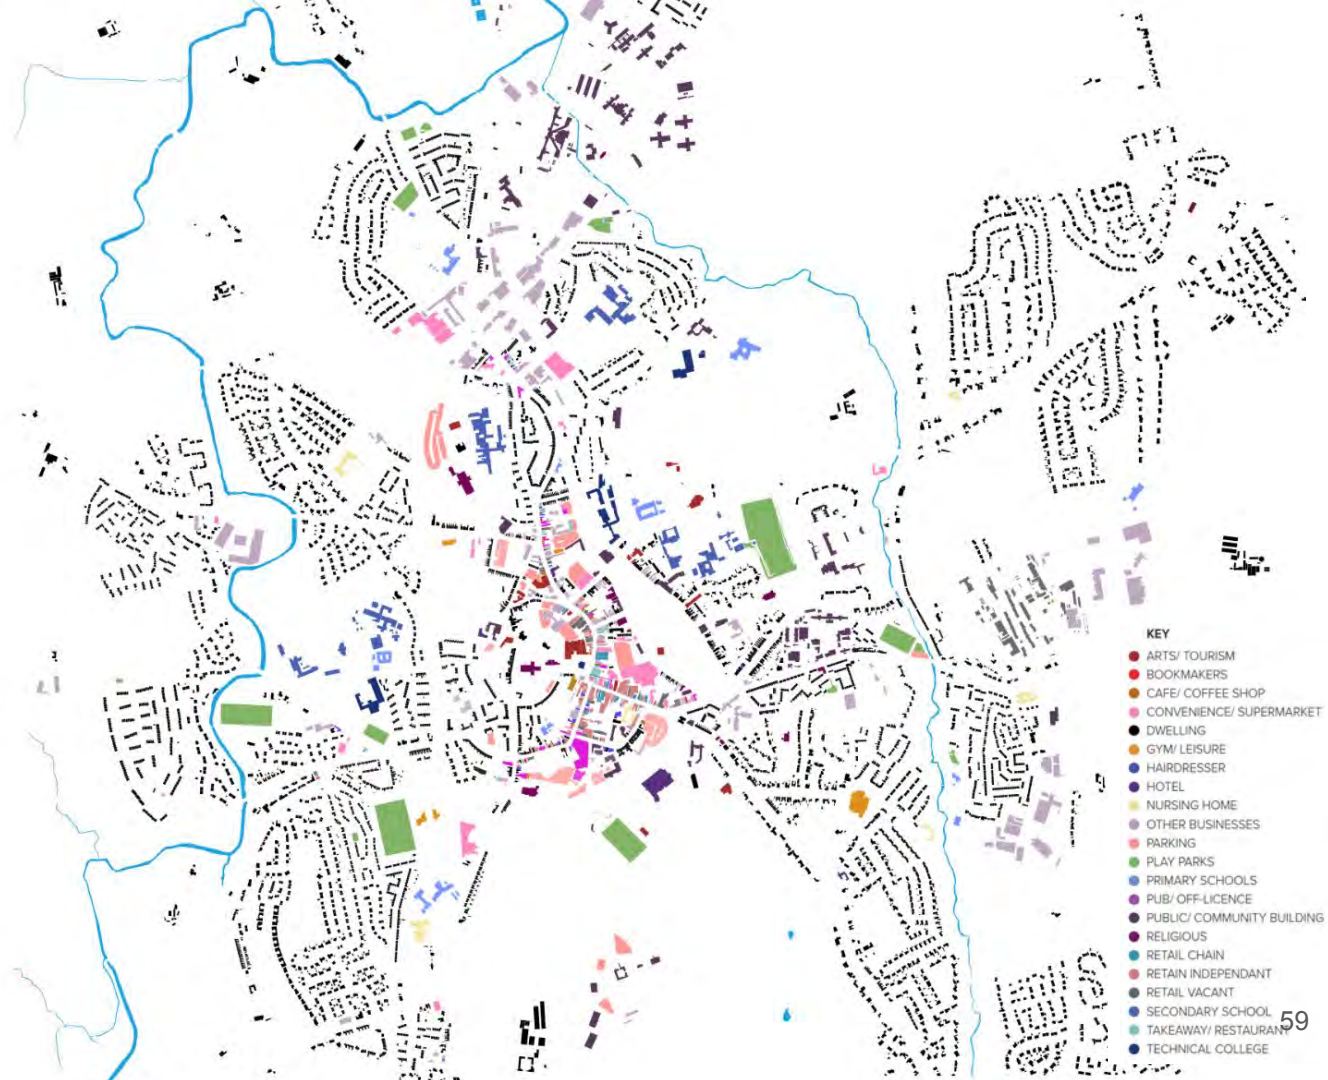 KEY
ARTS/ TOURISM
BOOKMAKERS
CAFE/ COFFEE SHOP
CONVENIENCE/ SUPERMARKET
DWELLING
GYM/ LEISURE
HAIRDRESSER
HOTEL
NURSING HOME
OTHER BUSINESSES
PARKING
PLAY PARKS
PRIMARY SCHOOLS
PUB/ OFF-LICENCE
PUBLIC/ COMMUNITY BUILDING
RELIGIOUS
RETAIL CHAIN
RETAIN INDEPENDANT
RETAIL VACANT
SECONDARY SCHOOL
59
TAKEAWAY/ RESTAURANT
TECHNICAL COLLEGE